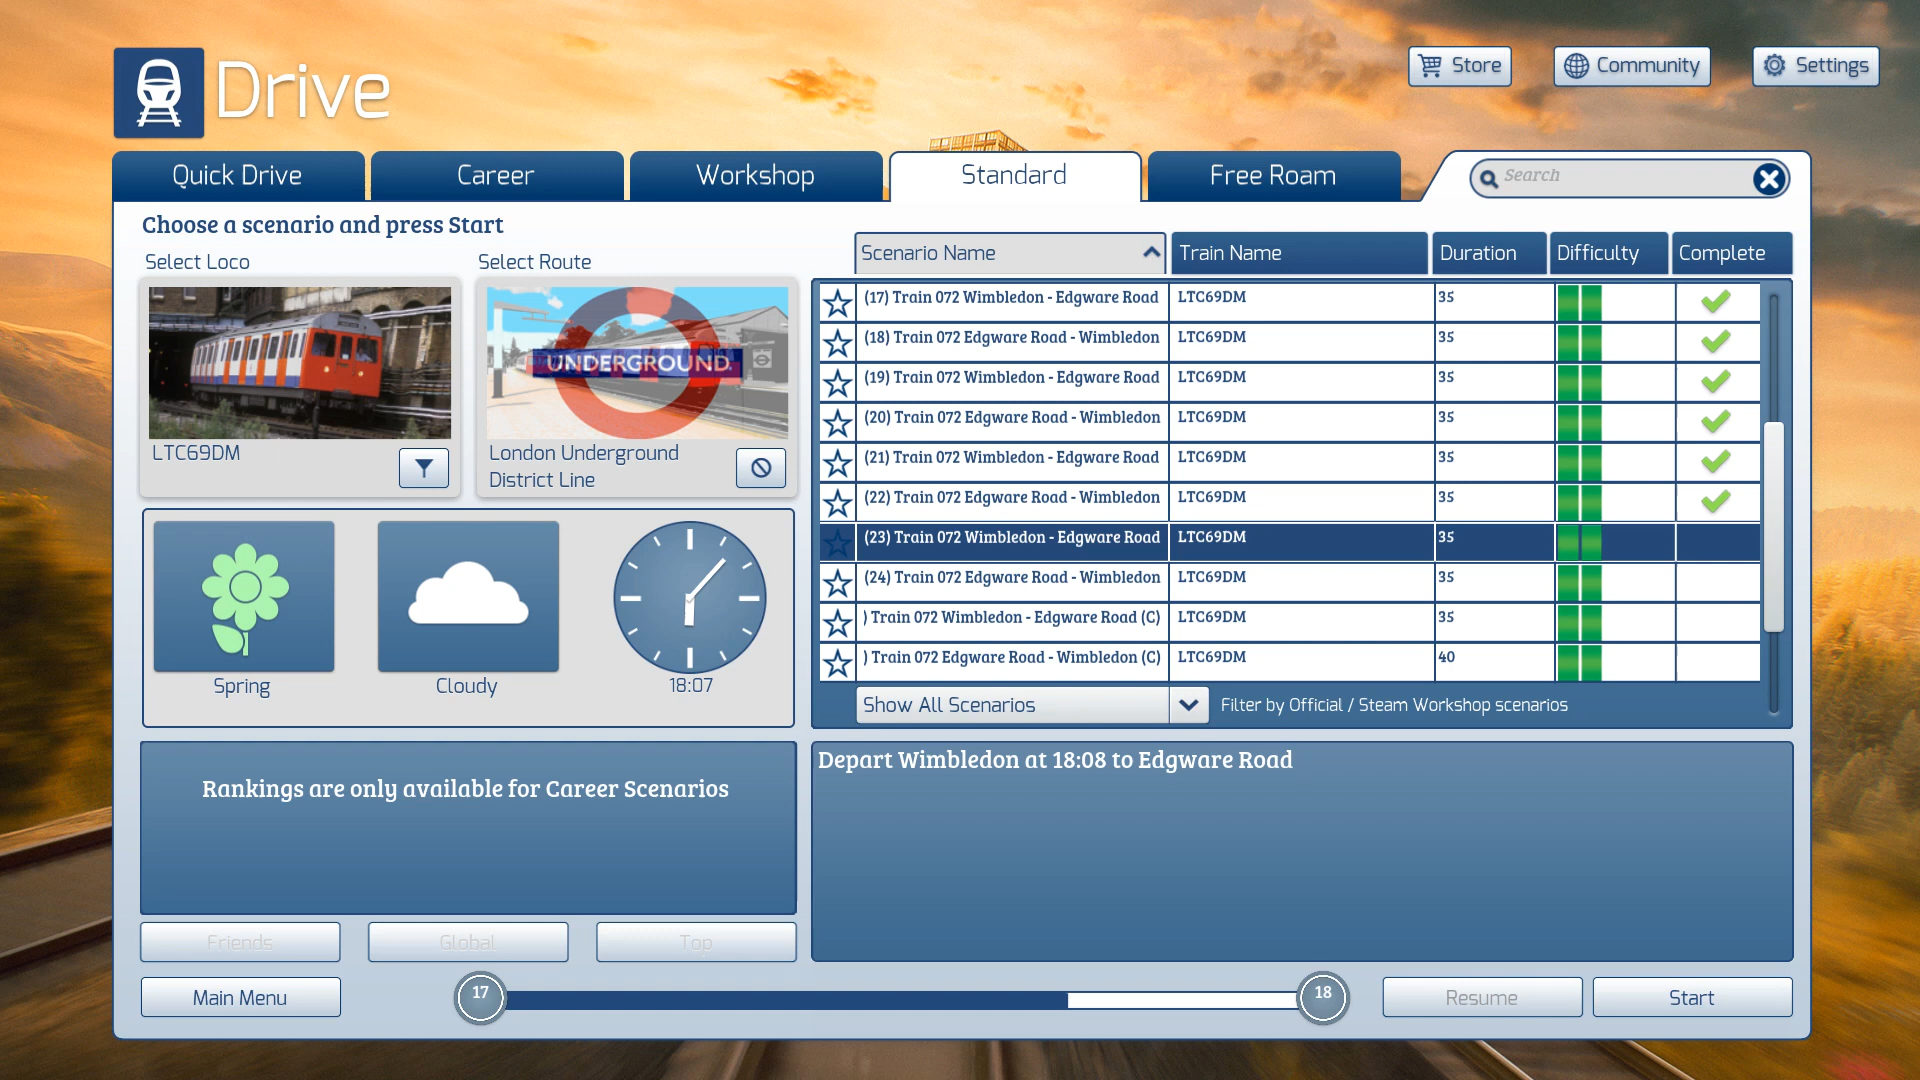 Drive
Store
Community
Settings
Quick Drive
Career
Workshop
Standard
Free Roam
Search
Choose a scenario and press Start
Select Loco
Select Route
UNDERGROUND
LTC69DM
London Underground
District Line
Spring
Cloudy
18:07
Scenario Name
Train Name
Duration
Difficulty
Complete
(17) Train 072 Wimbledon - Edgware Road LTC69DM 35
(18) Train 072 Edgware Road - Wimbledon LTC69DM 35
(19) Train 072 Wimbledon - Edgware Road LTC69DM 35
(20) Train 072 Edgware Road - Wimbledon LTC69DM 35
(21) Train 072 Wimbledon - Edgware Road LTC69DM 35
(22) Train 072 Edgware Road - Wimbledon LTC69DM 35
(23) Train 072 Wimbledon - Edgware Road LTC69DM 35
(24) Train 072 Edgware Road - Wimbledon LTC69DM 35
) Train 072 Wimbledon - Edgware Road (C) LTC69DM 35
) Train 072 Edgware Road - Wimbledon (C) LTC69DM 40
Show All Scenarios
Filter by Official / Steam Workshop scenarios
Rankings are only available for Career Scenarios
Depart Wimbledon at 18:08 to Edgware Road
Friends
Global
Top
Main Menu
17
18
Resume
Start